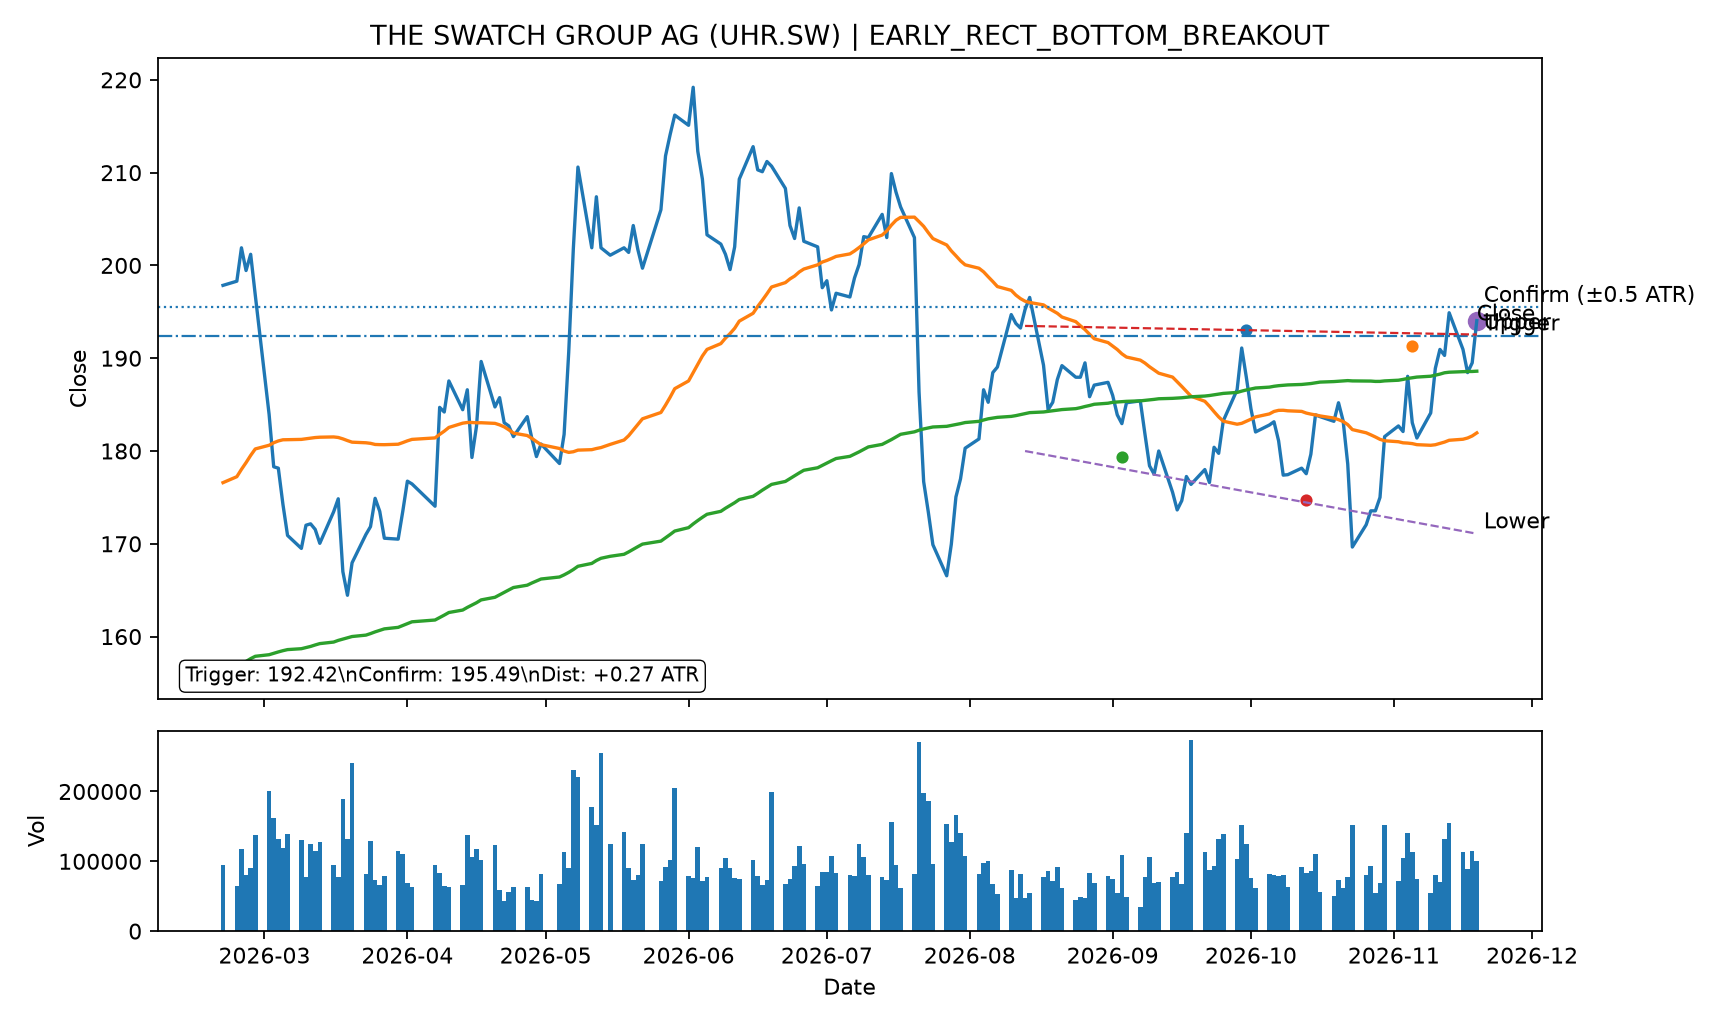 THE SWATCH GROUP AG (UHR.SW) | EARLY_RECT_BOTTOM_BREAKOUT
Close
220
210
200
190
180
170
160
Confirm (±0.5 ATR)
Close
Upper
Trigger
Lower
Trigger: 192.42\nConfirm: 195.49\nDist: +0.27 ATR
Vol
200000
100000
0
2026-03
2026-04
2026-05
2026-06
2026-07
2026-08
2026-09
2026-10
2026-11
2026-12
Date